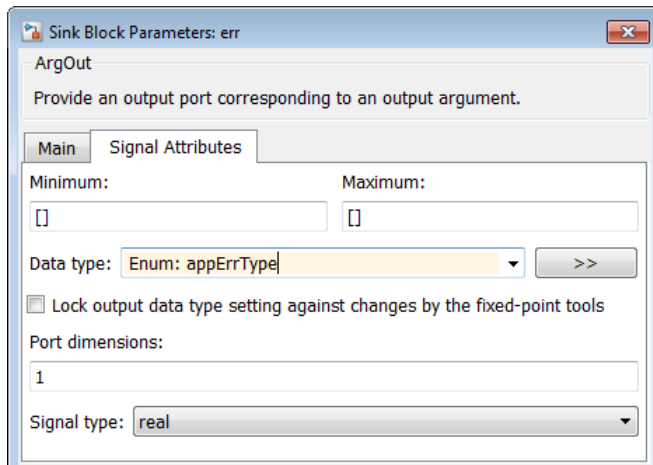 Sink Block Parameters: err
ArgOut
Provide an output port corresponding to an output argument.
Main Signal Attributes
Minimum: Maximum:
[] []
Data type: Enum: appErrType >>
Lock output data type setting against changes by the fixed-point tools
Port dimensions:
1
Signal type: real